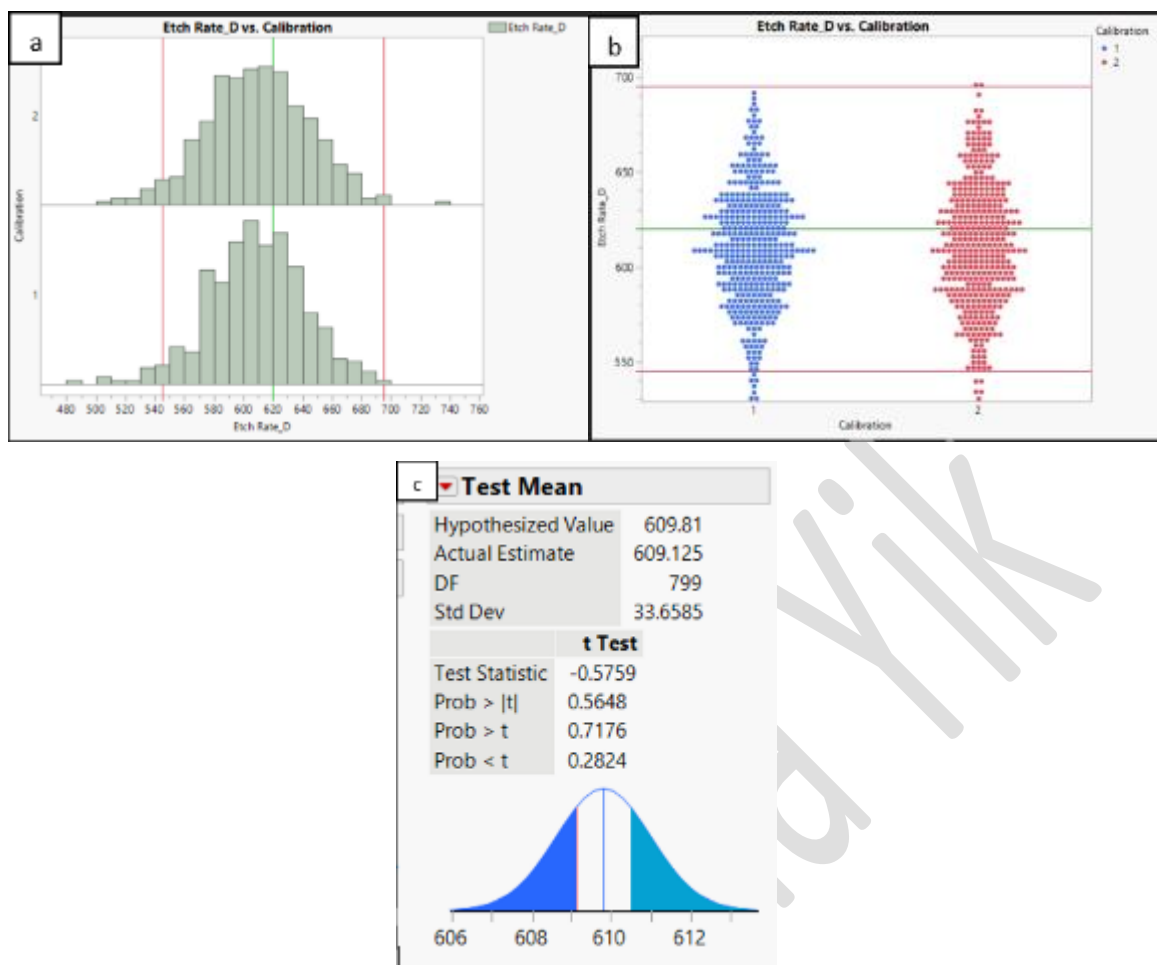 a
Etch Rate_D vs. Calibration
Etch Rate_D
2
1
Calibration
480 500 520 540 560 580 600 620 640 660 680 700 720 740 760
Etch Rate_D
b
Etch Rate_D vs. Calibration
Calibration
1
2
700
650
600
550
Etch Rate_D
1 2
Calibration
c
Test Mean
Hypothesized Value 609.81
Actual Estimate 609.125
DF 799
Std Dev 33.6585
t Test
Test Statistic -0.5759
Prob > |t| 0.5648
Prob > t 0.7176
Prob < t 0.2824
606 608 610 612
Yik